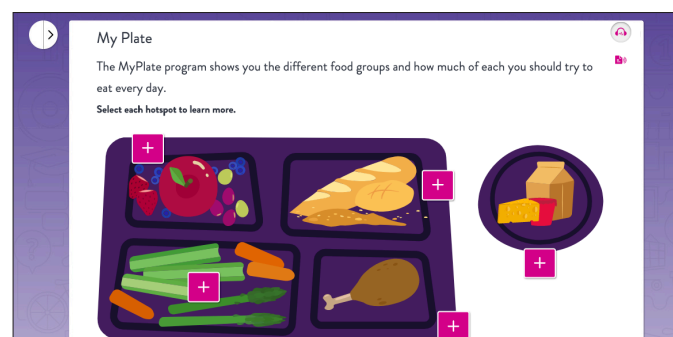 My Plate
The MyPlate program shows you the different food groups and how much of each you should try to
eat every day.
Select each hotspot to learn more.